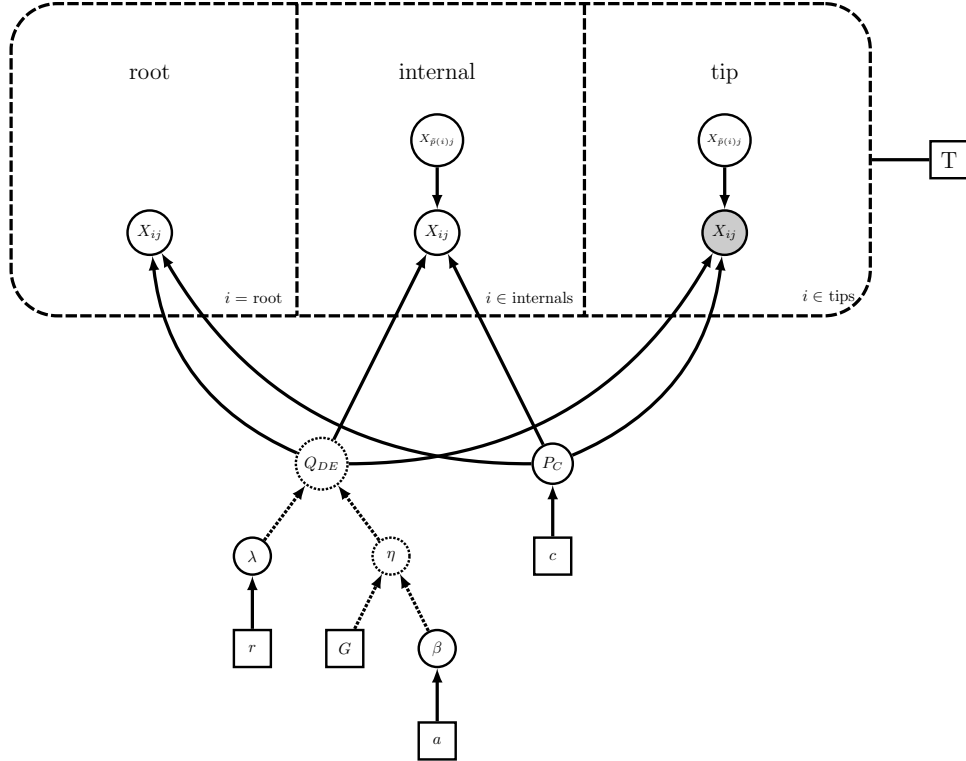 root
internal
tip
X_{\tilde{p}(i)j}
X_{\tilde{p}(i)j}
T
X_{ij}
X_{ij}
X_{ij}
i = root
i ∈ internals
i ∈ tips
Q_{DE}
P_C
λ
η
c
r
G
β
a